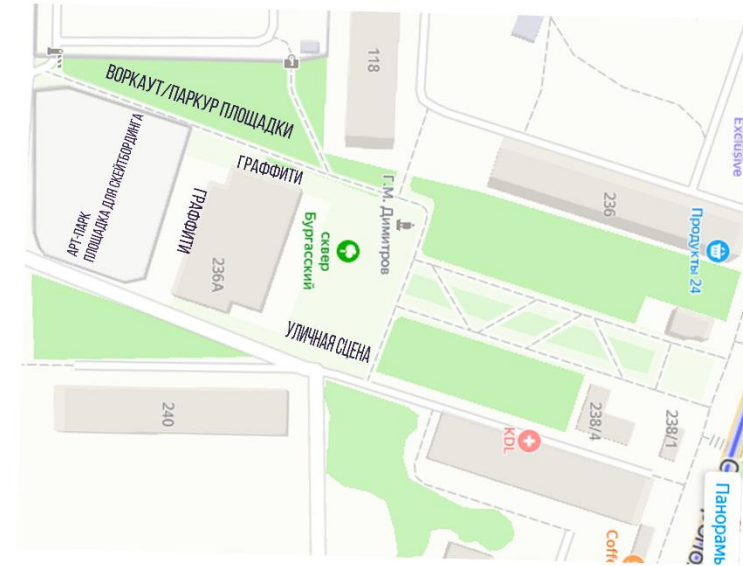 118
ВОРКАУТ/ПАРКУР ПЛОЩАДКИ
Exclusive
АРТ-ПАРК
ПЛОЩАДКА ДЛЯ СКЕЙТБОРДИНГА
ГРАФФИТИ
ГРАФФИТИ
Г.М. Димитров
236
Продукты 24
сквер
Бургасский
236А
УЛИЧНАЯ СЦЕНА
240
KDL
238/4
238/1
Панорамы
Coffe